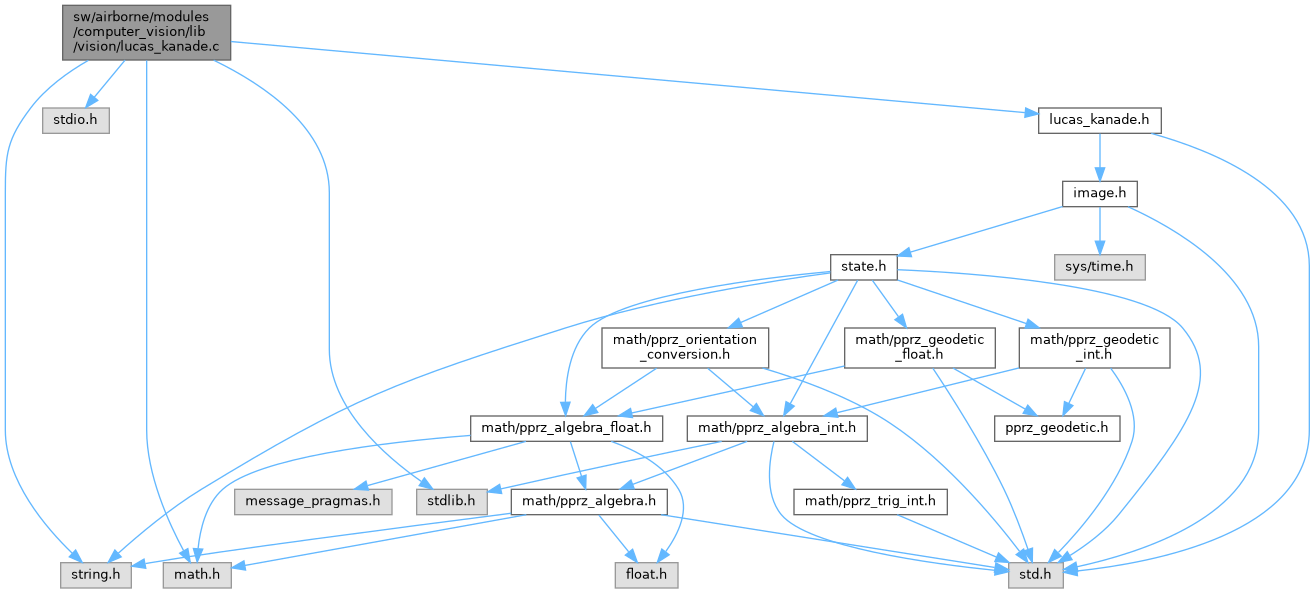 sw/airborne/modules
/computer_vision/lib
/vision/lucas_kanade.c
stdio.h
lucas_kanade.h
image.h
state.h
sys/time.h
math/pprz_orientation
_conversion.h
math/pprz_geodetic
_float.h
math/pprz_geodetic
_int.h
math/pprz_algebra_float.h
math/pprz_algebra_int.h
pprz_geodetic.h
message_pragmas.h
stdlib.h
math/pprz_algebra.h
math/pprz_trig_int.h
string.h
math.h
float.h
std.h